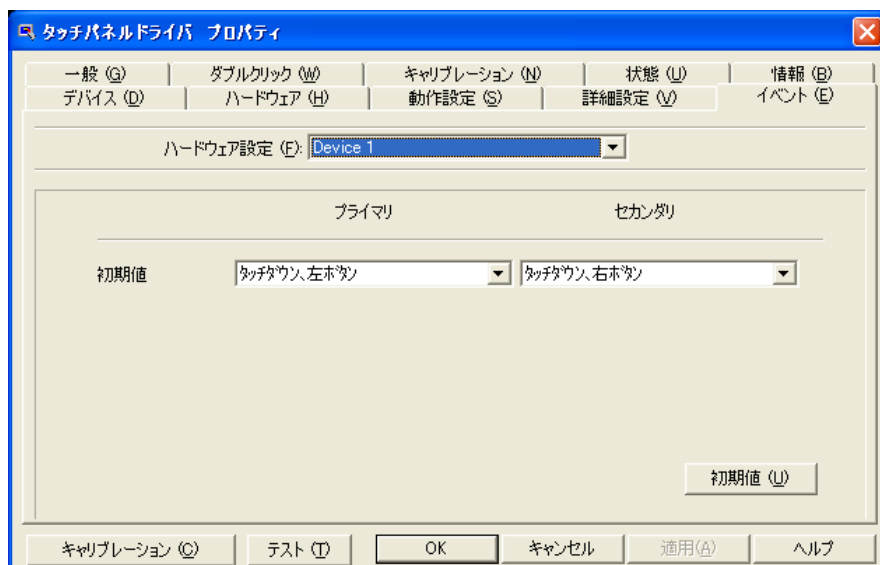 タッチパネルドライバ プロパティ
一般 (G) ダブルクリック (W) キャリブレーション (N) 状態 (U) 情報 (B)
デバイス (D) ハードウェア (H) 動作設定 (S) 詳細設定 (V) イベント (E)
ハードウェア設定 (F): Device 1
プライマリ セカンダリ
初期値 タッチダウン、左ボタン タッチダウン、右ボタン
初期値 (U)
キャリブレーション (C) テスト (T) OK キャンセル 適用(A) ヘルプ